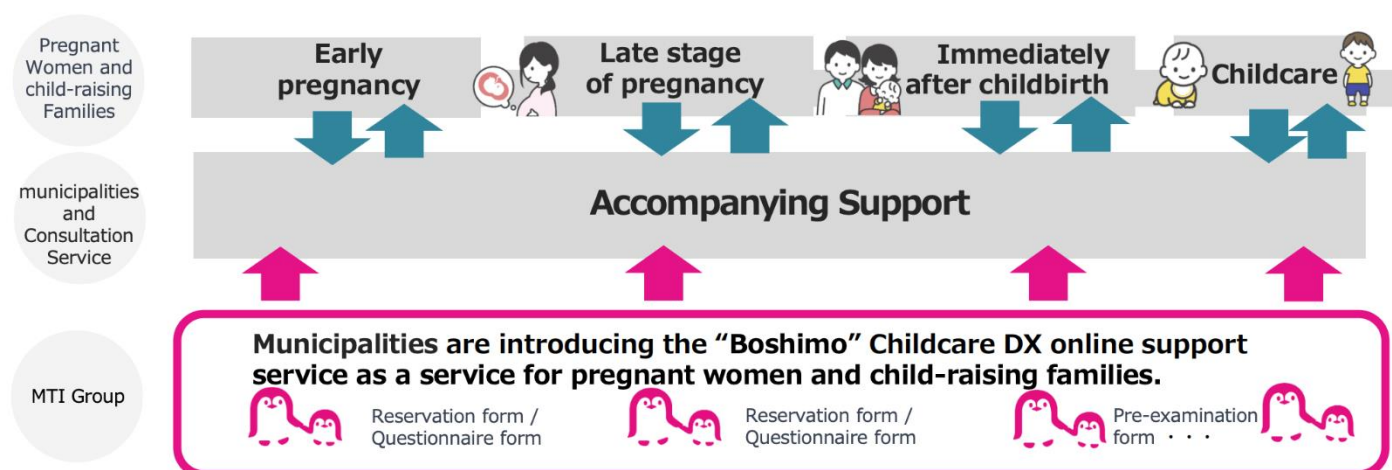 Pregnant
Women and
child-raising
Families
Early
pregnancy
Late stage
of pregnancy
Immediately
after childbirth
Childcare
municipalities
and
Consultation
Service
Accompanying Support
MTI Group
Municipalities are introducing the “Boshimo” Childcare DX online support
service as a service for pregnant women and child-raising families.
Reservation form /
Questionnaire form
Reservation form /
Questionnaire form
Pre-examination
form ・・・